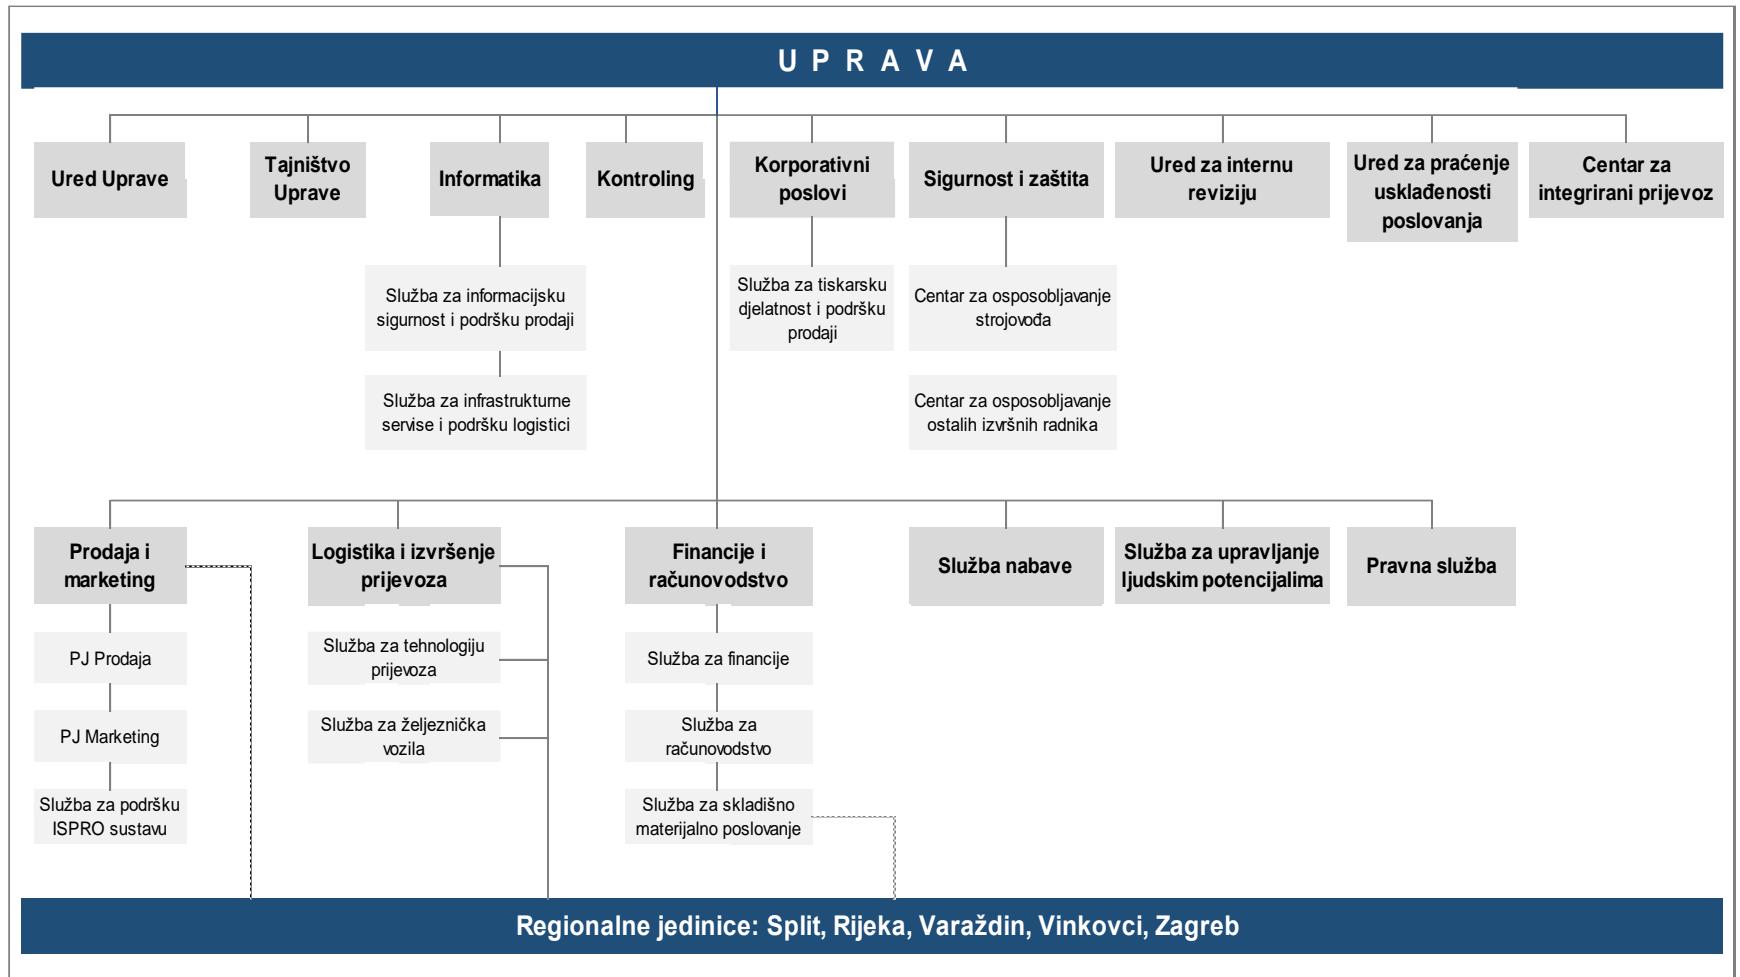 U P R A V A
Ured Uprave
Tajništvo
Uprave
Informatika
Kontroling
Korporativni
poslovi
Sigurnost i zaštita
Ured za internu
reviziju
Ured za praćenje
usklađenosti
poslovanja
Centar za
integrirani prijevoz
Služba za informacijsku
sigurnost i podršku prodaji
Služba za tiskarsku
djelatnost i podršku
prodaji
Centar za osposobljavanje
strojovođa
Služba za infrastrukturne
servise i podršku logistici
Centar za osposobljavanje
ostalih izvršnih radnika
Prodaja i
marketing
Logistika i izvršenje
prijevoza
Financije i
računovodstvo
Služba nabave
Služba za upravljanje
ljudskim potencijalima
Pravna služba
PJ Prodaja
Služba za tehnologiju
prijevoza
Služba za financije
PJ Marketing
Služba za željeznička
vozila
Služba za
računovodstvo
Služba za podršku
ISPRO sustavu
Služba za skladišno
materijalno poslovanje
Regionalne jedinice: Split, Rijeka, Varaždin, Vinkovci, Zagreb